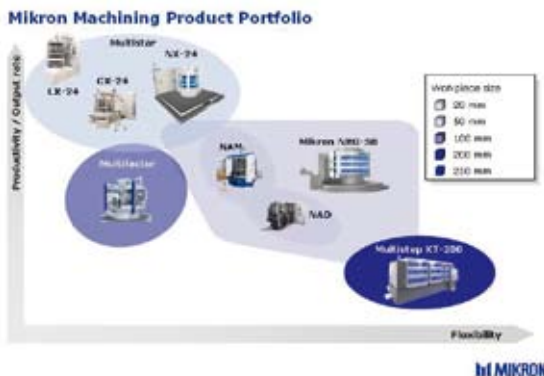 Mikron Machining Product Portfolio
Productivity / Output rate
Multistar
NX-24
LX-24
CX-24
Multifactor
NAM
Mikron NRG-50
NAD
Multistep XT-200
Workpiece size
20 mm
50 mm
100 mm
200 mm
Flexibility
MIKRON